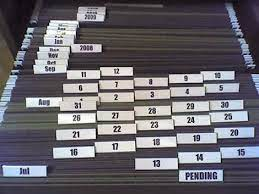 Jan
2008
Dec
Nov
Oct
Sep
11 12
6 7 8 9 10
Aug 1 2 3 4 5
31 27 28 29 30
26 22 23 24 25
21 17 18 19 20
16 14 15
13
Jul PENDING